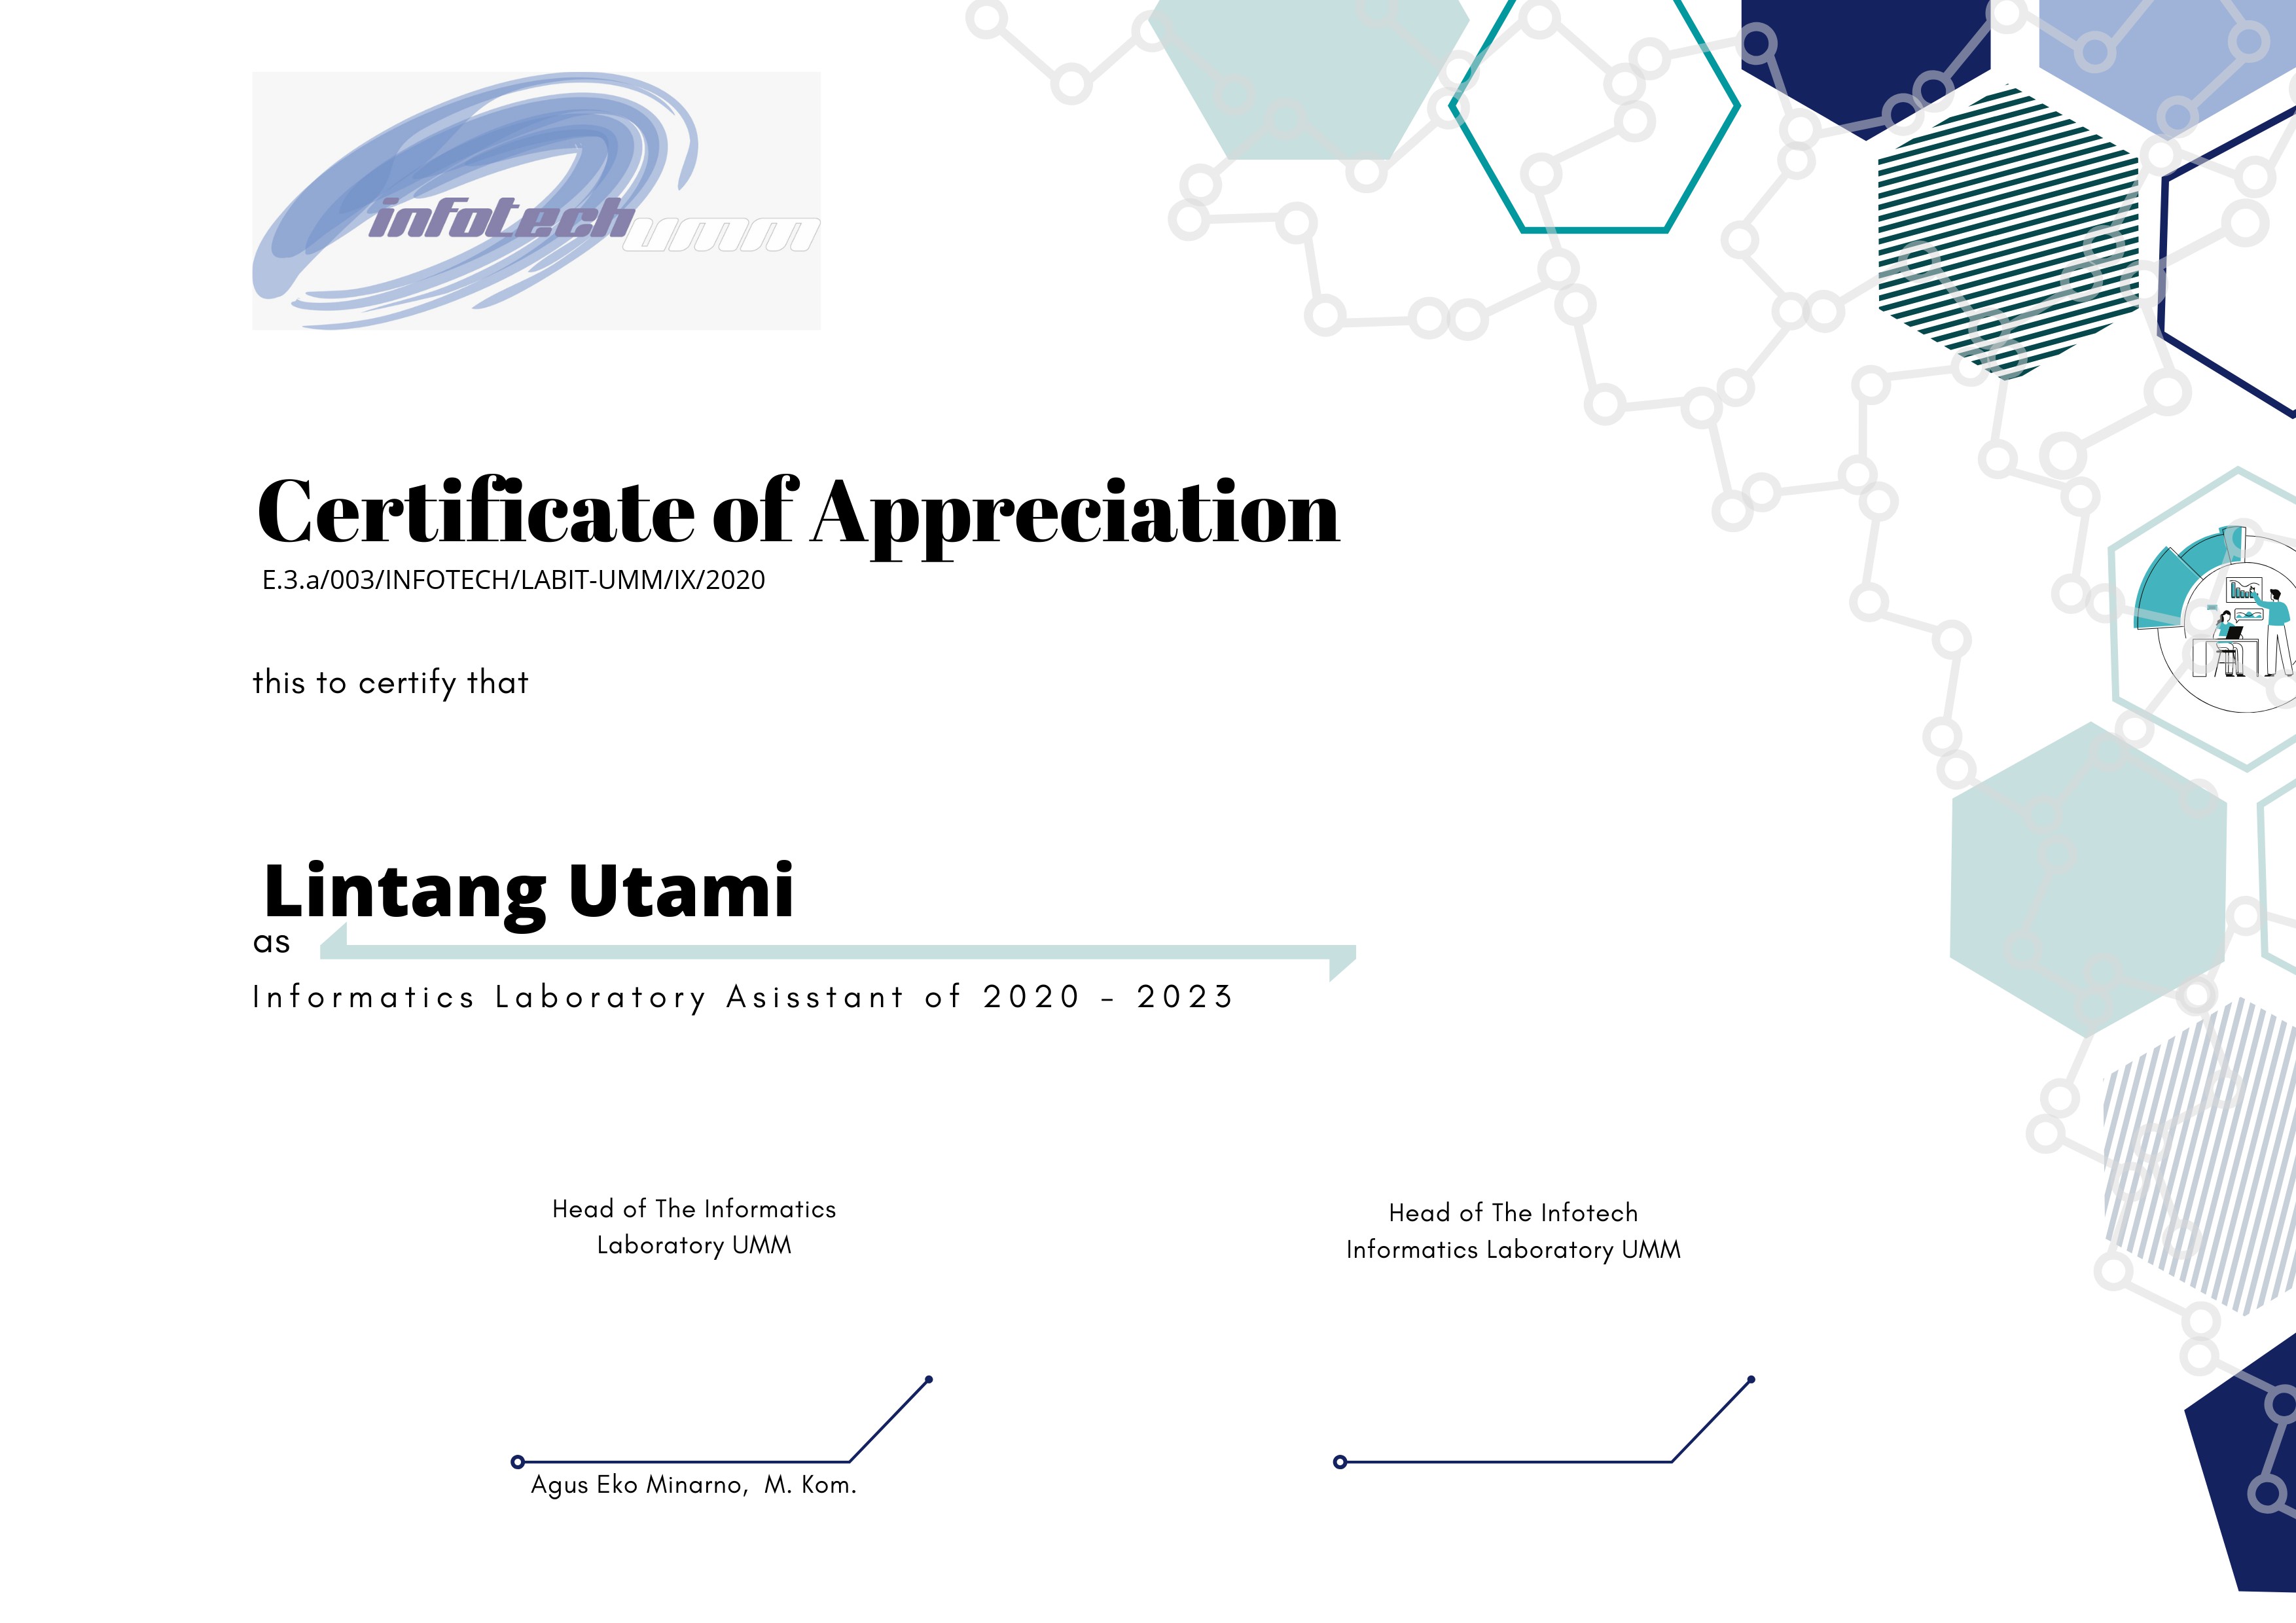 infotechumm
Certificate of Appreciation
E.3.a/003/INFOTECH/LABIT-UMM/IX/2020
this to certify that
Lintang Utami
as
Informatics Laboratory Asisstant of 2020 - 2023
Head of The Informatics
Laboratory UMM
Head of The Infotech
Informatics Laboratory UMM
Agus Eko Minarno,  M. Kom.